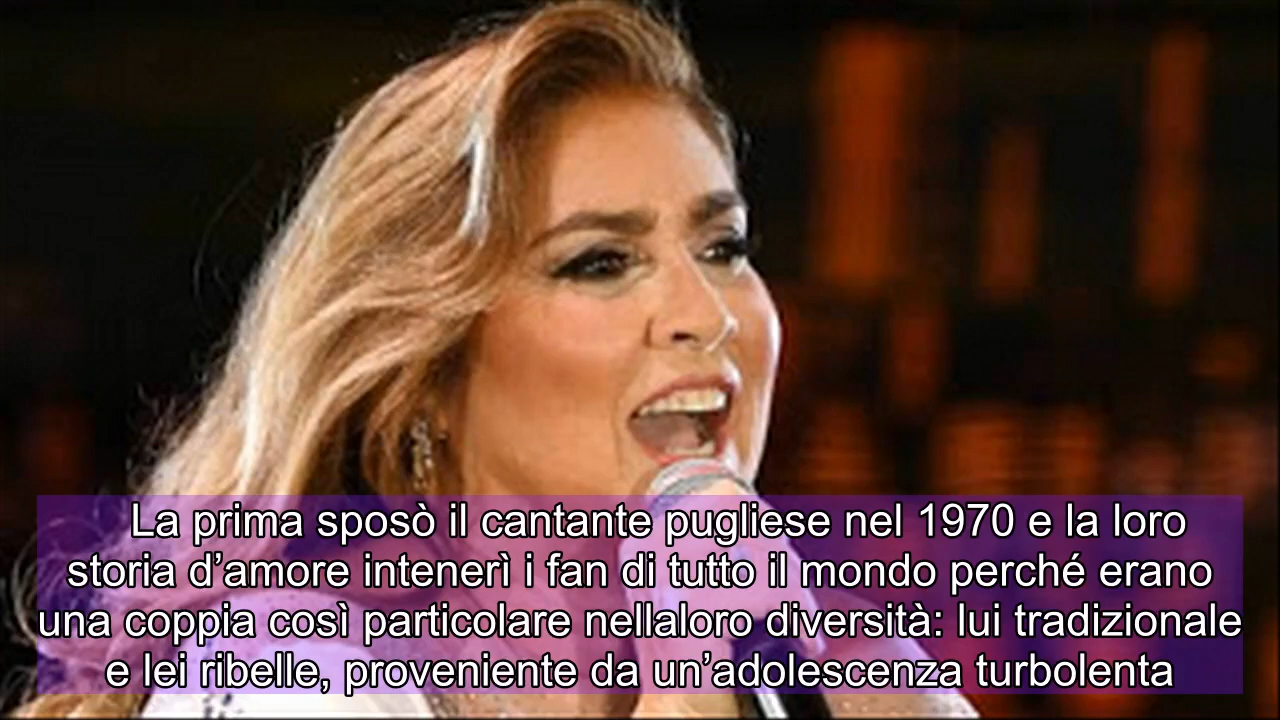 La prima sposò il cantante pugliese nel 1970 e la loro
storia d’amore intenerì i fan di tutto il mondo perché erano
una coppia così particolare nellaloro diversità: lui tradizionale
e lei ribelle, proveniente da un’adolescenza turbolenta